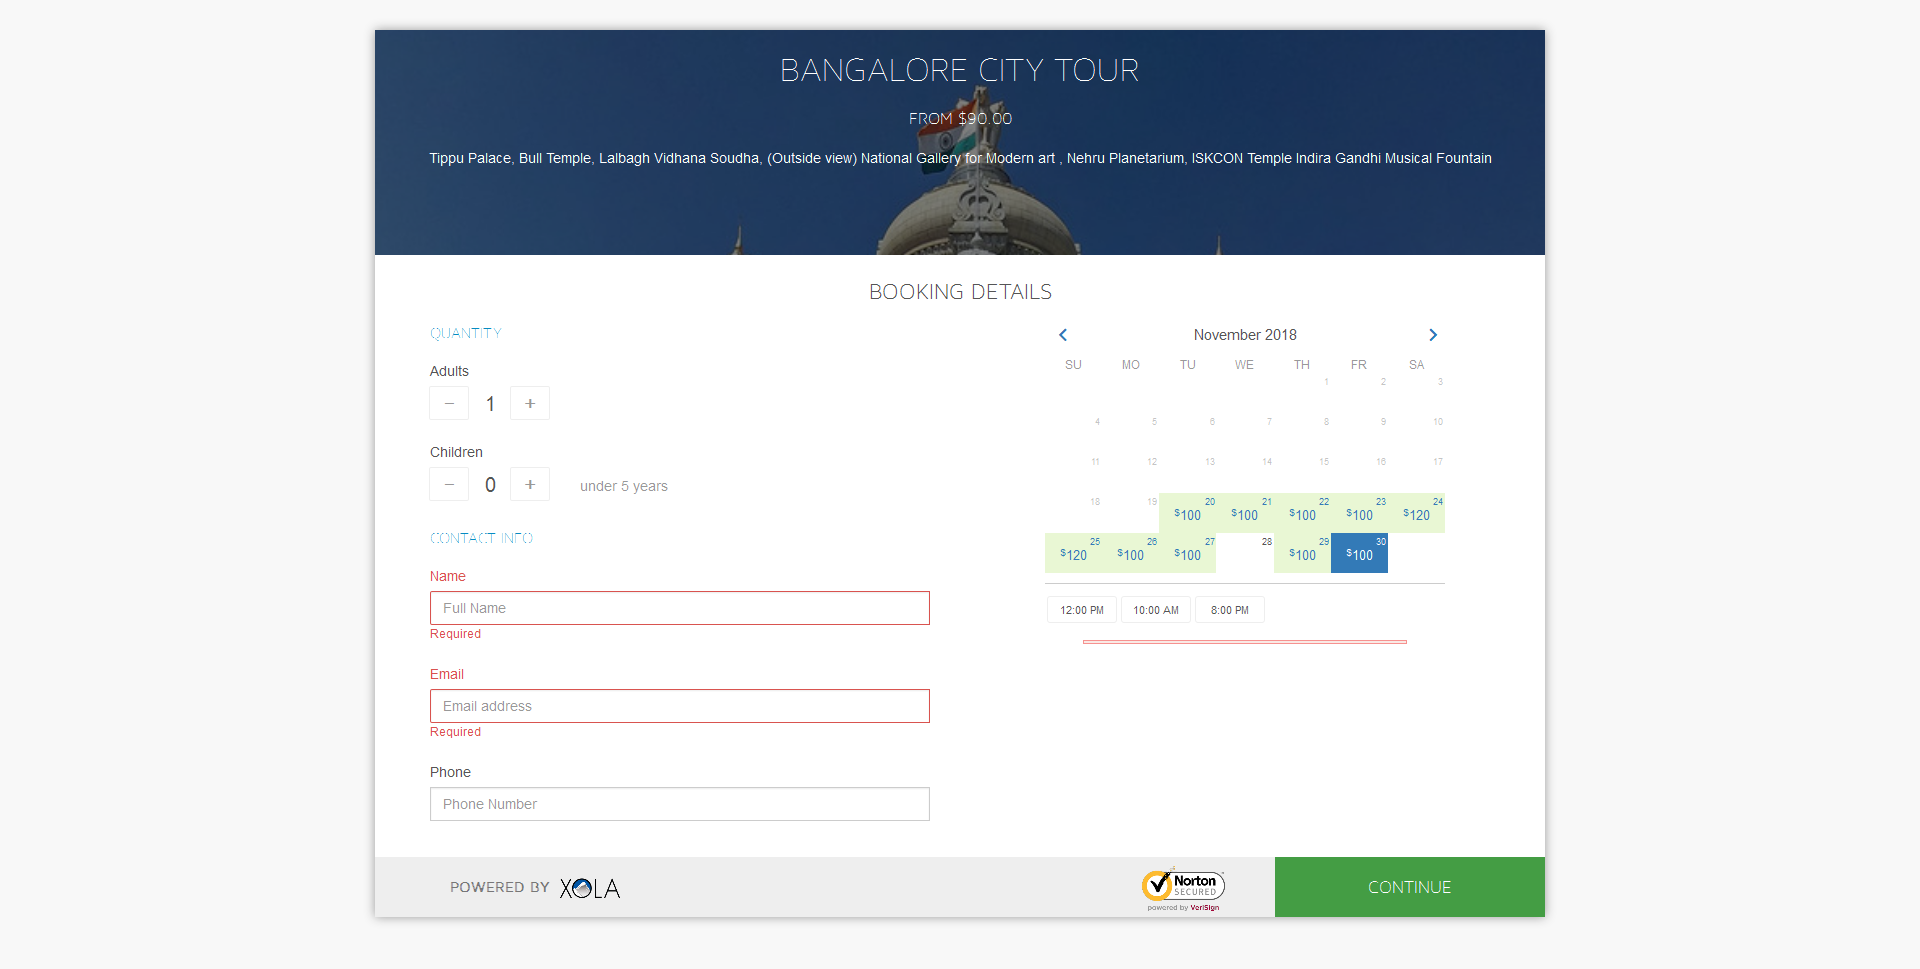 BANGALORE CITY TOUR
FROM $90.00
Tippu Palace, Bull Temple, Lalbagh Vidhana Soudha, (Outside view) National Gallery for Modern art , Nehru Planetarium, ISKCON Temple Indira Gandhi Musical Fountain
BOOKING DETAILS
QUANTITY
Adults
− 1 +
Children
− 0 + under 5 years
CONTACT INFO
Name
Full Name
Required
Email
Email address
Required
Phone
Phone Number
November 2018
SU MO TU WE TH FR SA
1 2 3
4 5 6 7 8 9 10
11 12 13 14 15 16 17
18 19 20 21 22 23 24
$100 $100 $100 $100 $120
25 26 27 28 29 30
$120 $100 $100 $100 $100
12:00 PM 10:00 AM 8:00 PM
POWERED BY XOLA
Norton
SECURED
powered by VeriSign
CONTINUE